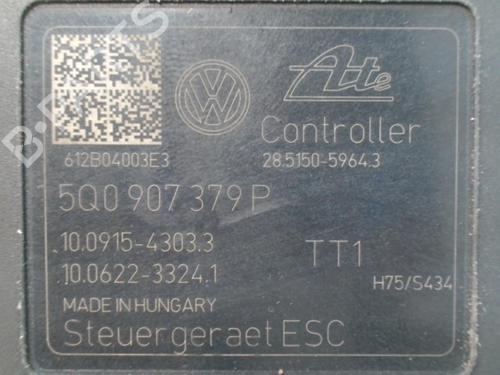 Ate
Controller
612B04003E3
28.5150-5964.3
5Q0 907 379 P
10.0915-4303.3
TT1
10.0622-3324.1
H75/S434
MADE IN HUNGARY
Steuergeraet ESC